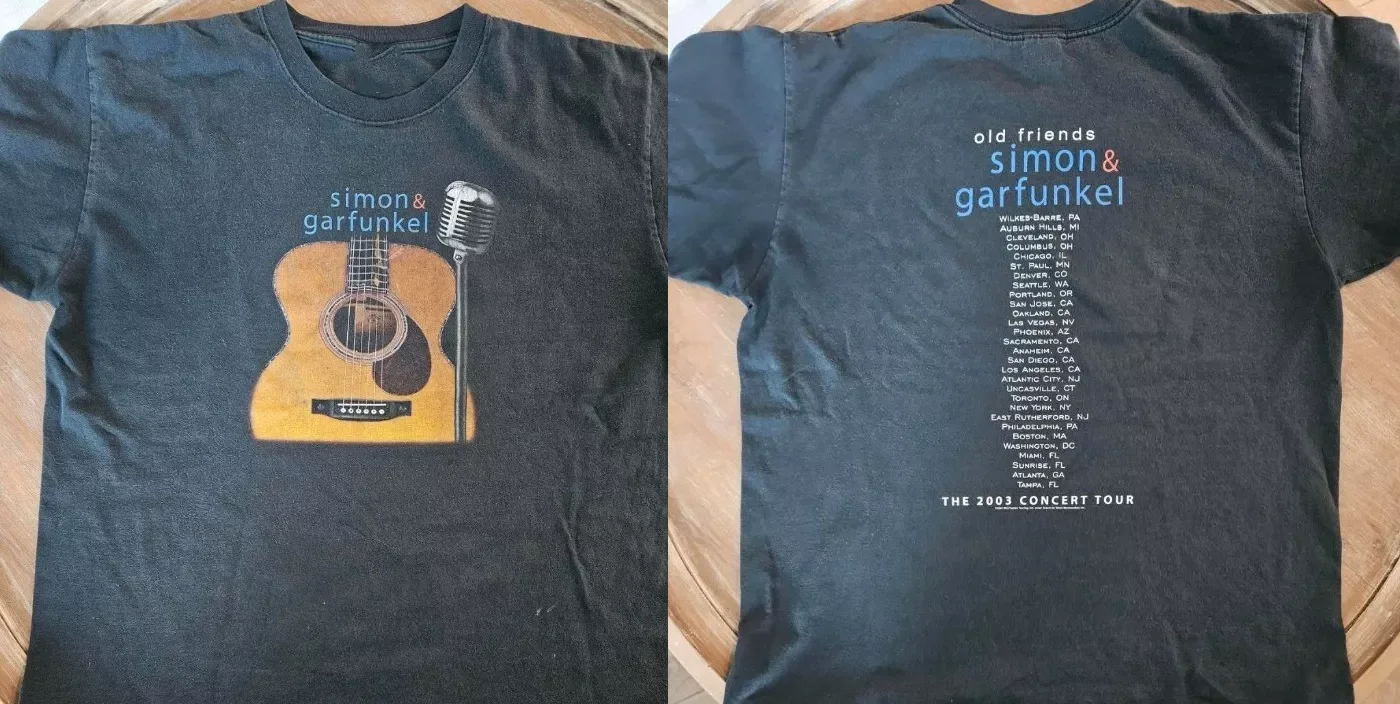 simon &
garfunkel
old friends
simon &
garfunkel
WILKES-BARRE, PA
AUBURN HILLS, MI
CLEVELAND, OH
COLUMBUS, OH
CHICAGO, IL
ST. PAUL, MN
DENVER, CO
SEATTLE, WA
PORTLAND, OR
SAN JOSE, CA
OAKLAND, CA
LAS VEGAS, NV
PHOENIX, AZ
SACRAMENTO, CA
ANAHEIM, CA
SAN DIEGO, CA
LOS ANGELES, CA
ATLANTIC CITY, NJ
UNCASVILLE, CT
TORONTO, ON
NEW YORK, NY
EAST RUTHERFORD, NJ
PHILADELPHIA, PA
BOSTON, MA
WASHINGTON, DC
MIAMI, FL
SUNRISE, FL
ATLANTA, GA
TAMPA, FL
THE 2003 CONCERT TOUR